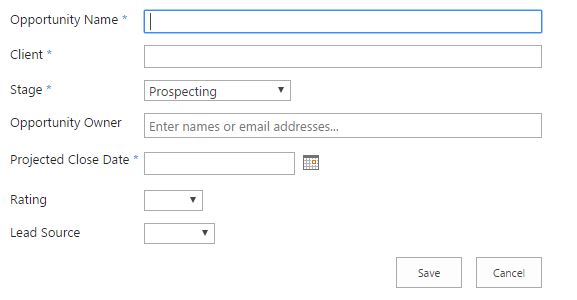 Opportunity Name *
Client *
Stage * Prospecting
Opportunity Owner Enter names or email addresses...
Projected Close Date *
Rating
Lead Source
Save Cancel